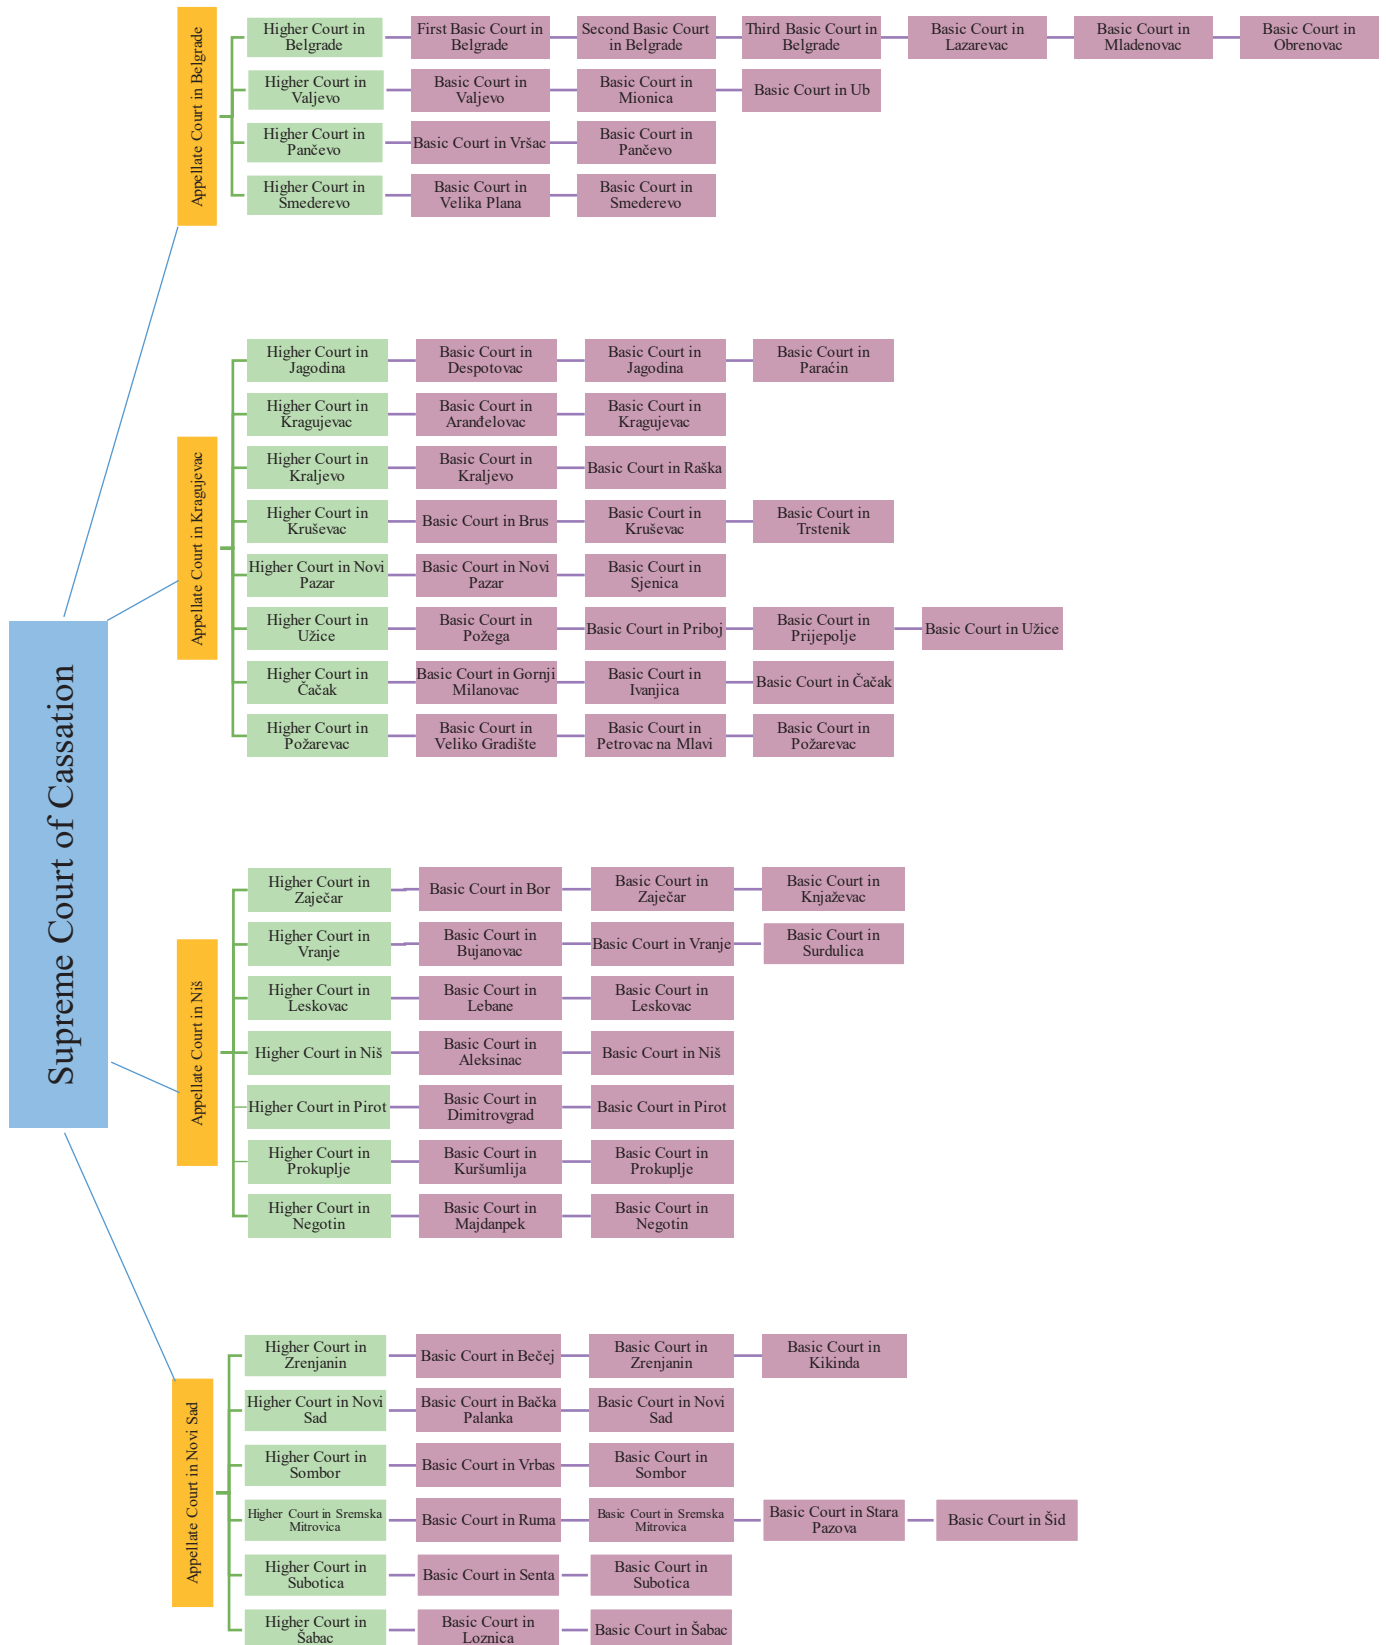 Supreme Court of Cassation
Appellate Court in Belgrade
Higher Court in
Belgrade
First Basic Court in
Belgrade
Second Basic Court
in Belgrade
Third Basic Court in
Belgrade
Basic Court in
Lazarevac
Basic Court in
Mladenovac
Basic Court in
Obrenovac
Higher Court in
Valjevo
Basic Court in
Valjevo
Basic Court in
Mionica
Basic Court in Ub
Higher Court in
Pančevo
Basic Court in Vršac
Basic Court in
Pančevo
Higher Court in
Smederevo
Basic Court in
Velika Plana
Basic Court in
Smederevo
Appellate Court in Kragujevac
Higher Court in
Jagodina
Basic Court in
Despotovac
Basic Court in
Jagodina
Basic Court in
Paraćin
Higher Court in
Kragujevac
Basic Court in
Aranđelovac
Basic Court in
Kragujevac
Higher Court in
Kraljevo
Basic Court in
Kraljevo
Basic Court in Raška
Higher Court in
Kruševac
Basic Court in Brus
Basic Court in
Kruševac
Basic Court in
Trstenik
Higher Court in Novi
Pazar
Basic Court in Novi
Pazar
Basic Court in
Sjenica
Higher Court in
Užice
Basic Court in
Požega
Basic Court in Priboj
Basic Court in
Prijepolje
Basic Court in Užice
Higher Court in
Čačak
Basic Court in Gornji
Milanovac
Basic Court in
Ivanjica
Basic Court in Čačak
Higher Court in
Požarevac
Basic Court in
Veliko Gradište
Basic Court in
Petrovac na Mlavi
Basic Court in
Požarevac
Appellate Court in Niš
Higher Court in
Zaječar
Basic Court in Bor
Basic Court in
Zaječar
Basic Court in
Knjaževac
Higher Court in
Vranje
Basic Court in
Bujanovac
Basic Court in Vranje
Basic Court in
Surdulica
Higher Court in
Leskovac
Basic Court in
Lebane
Basic Court in
Leskovac
Higher Court in Niš
Basic Court in
Aleksinac
Basic Court in Niš
Higher Court in Pirot
Basic Court in
Dimitrovgrad
Basic Court in Pirot
Higher Court in
Prokuplje
Basic Court in
Kuršumlija
Basic Court in
Prokuplje
Higher Court in
Negotin
Basic Court in
Majdanpek
Basic Court in
Negotin
Appellate Court in Novi Sad
Higher Court in
Zrenjanin
Basic Court in Bečej
Basic Court in
Zrenjanin
Basic Court in
Kikinda
Higher Court in Novi
Sad
Basic Court in Bačka
Palanka
Basic Court in Novi
Sad
Higher Court in
Sombor
Basic Court in Vrbas
Basic Court in
Sombor
Higher Court in Sremska
Mitrovica
Basic Court in Ruma
Basic Court in Sremska
Mitrovica
Basic Court in Stara
Pazova
Basic Court in Šid
Higher Court in
Subotica
Basic Court in Senta
Basic Court in
Subotica
Higher Court in
Šabac
Basic Court in
Loznica
Basic Court in Šabac